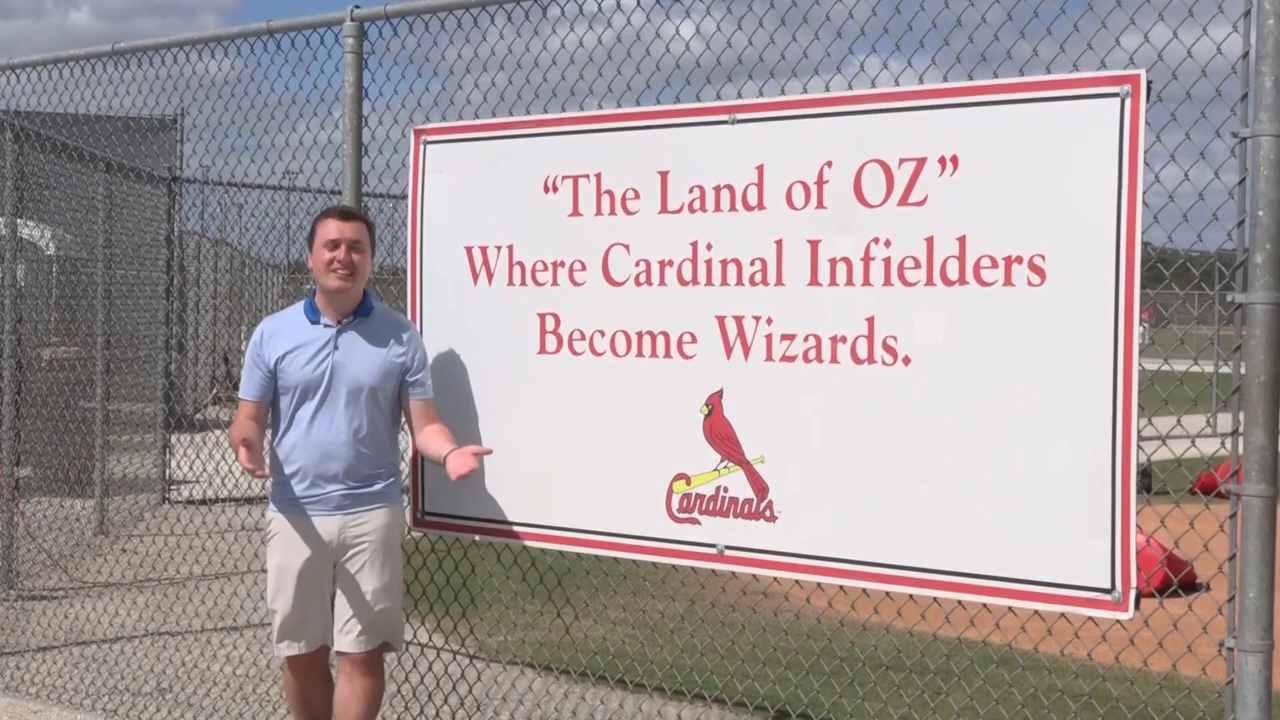 “The Land of OZ”
Where Cardinal Infielders
Become Wizards.
Cardinals